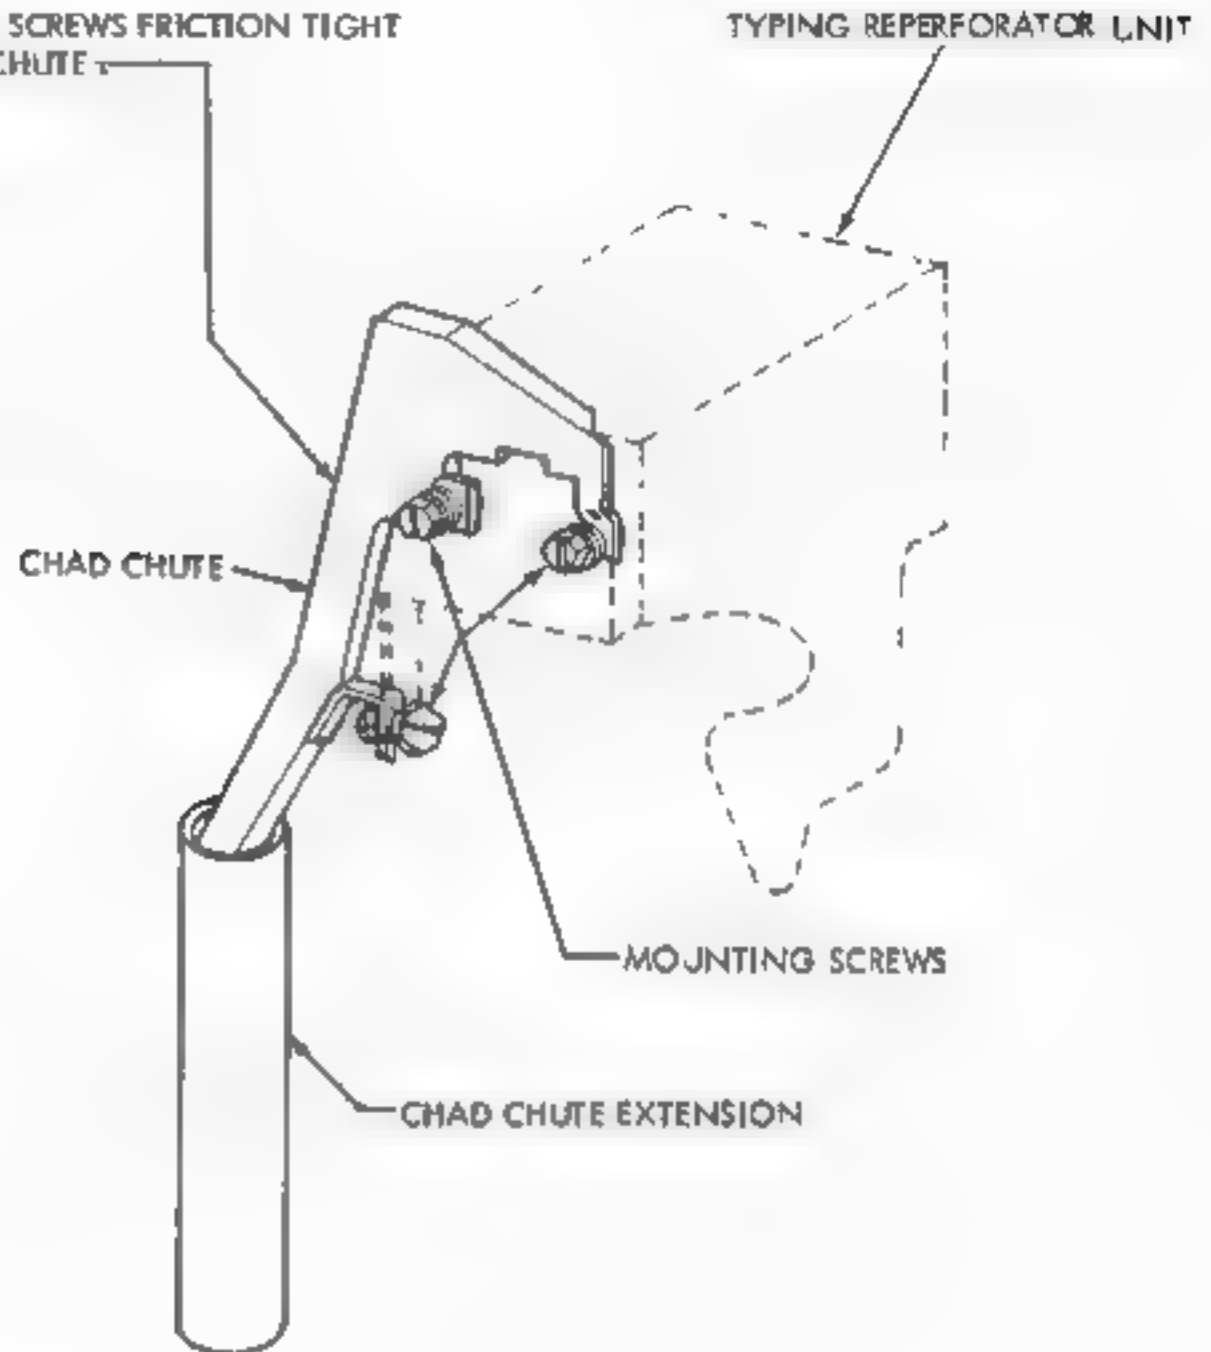 SCREWS FRICTION TIGHT
CHUTE
TYPING REPERFORATOR UNIT
CHAD CHUTE
MOUNTING SCREWS
CHAD CHUTE EXTENSION